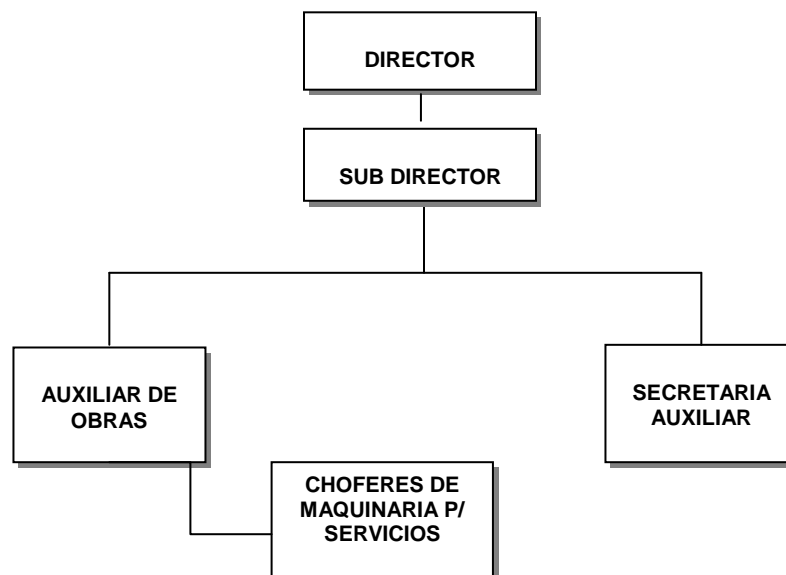 DIRECTOR
SUB DIRECTOR
AUXILIAR DE
OBRAS
SECRETARIA
AUXILIAR
CHOFERES DE
MAQUINARIA P/
SERVICIOS